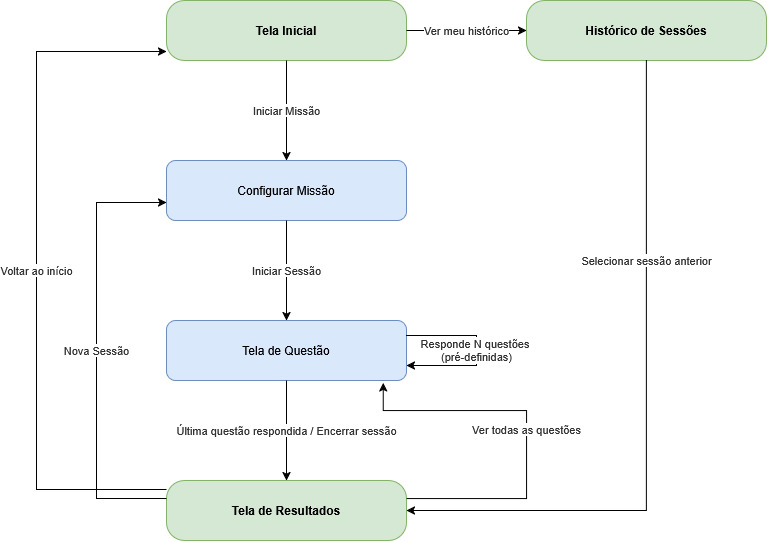 Tela Inicial
Ver meu histórico
Histórico de Sessões
Iniciar Missão
Configurar Missão
Selecionar sessão anterior
Voltar ao início
Iniciar Sessão
Nova Sessão
Tela de Questão
Responde N questões
(pré-definidas)
Última questão respondida / Encerrar sessão
Ver todas as questões
Tela de Resultados